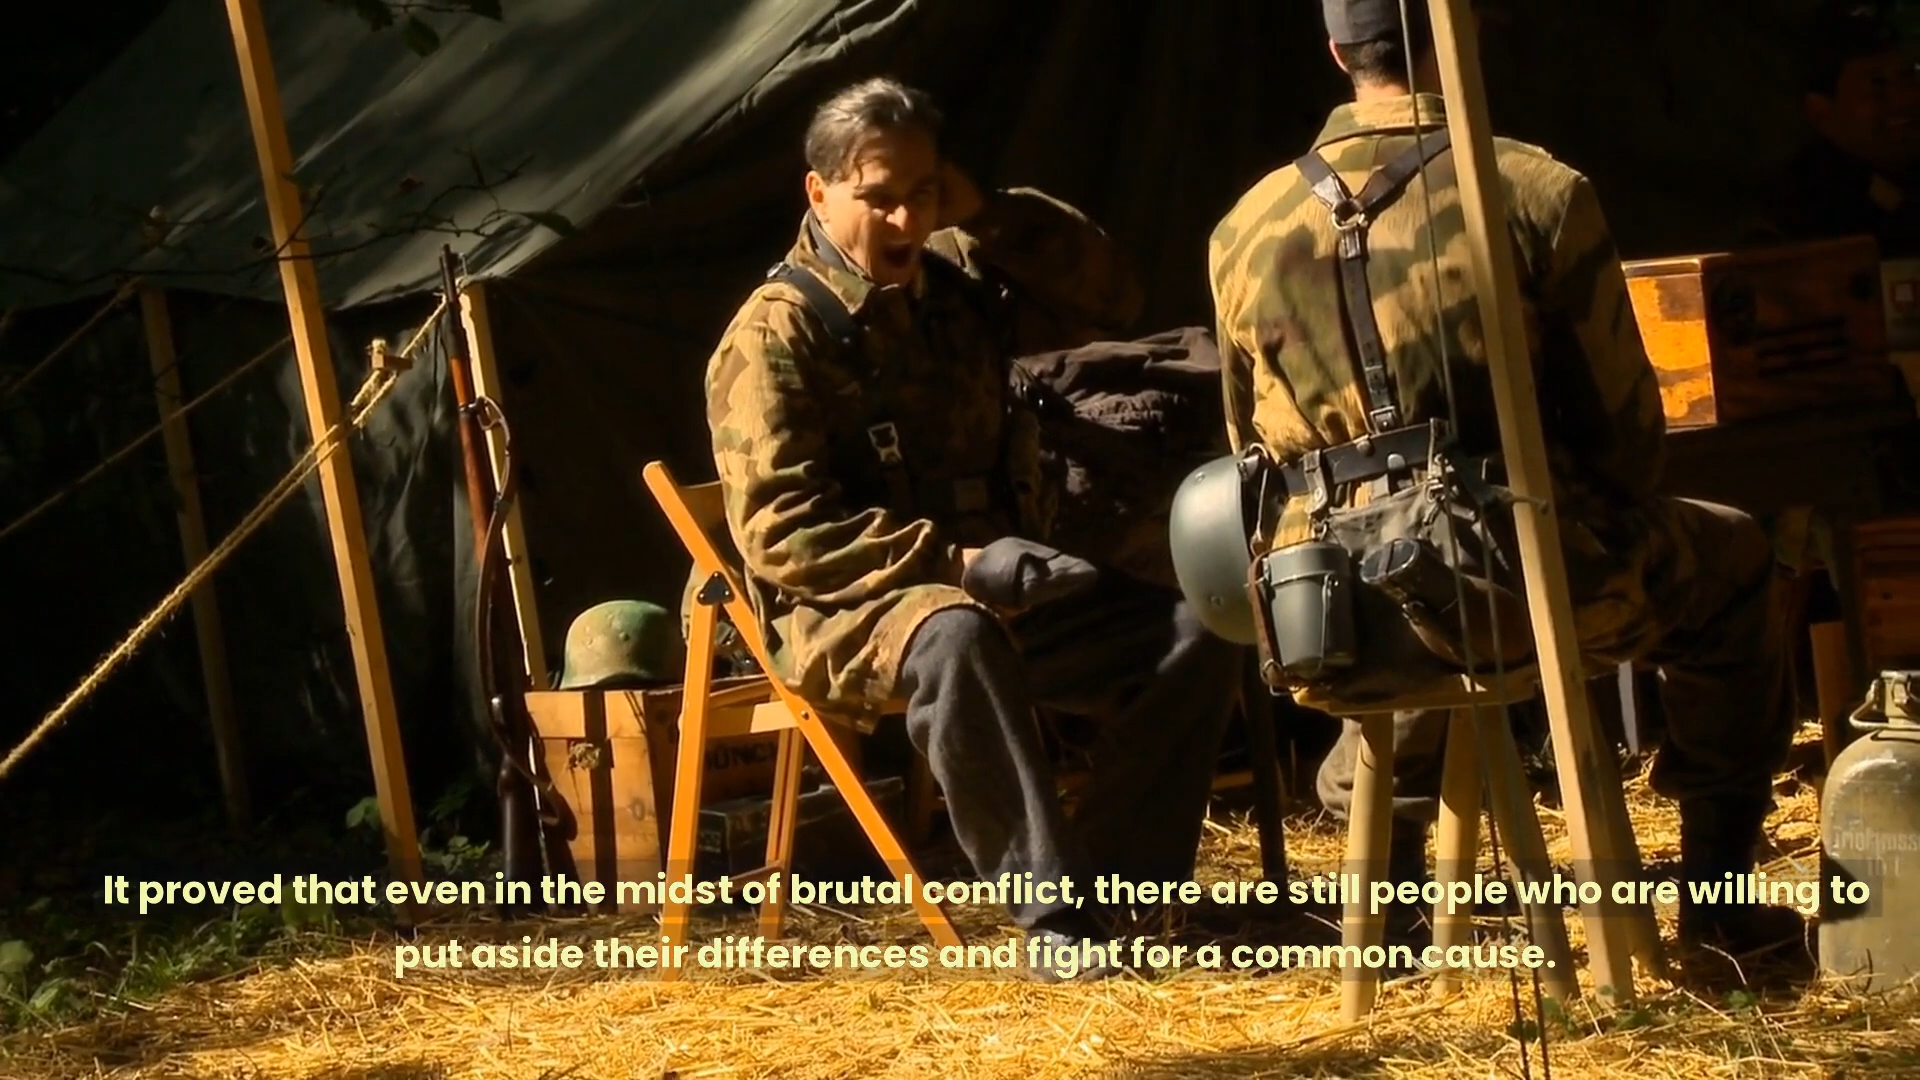 It proved that even in the midst of brutal conflict, there are still people who are willing to
put aside their differences and fight for a common cause.